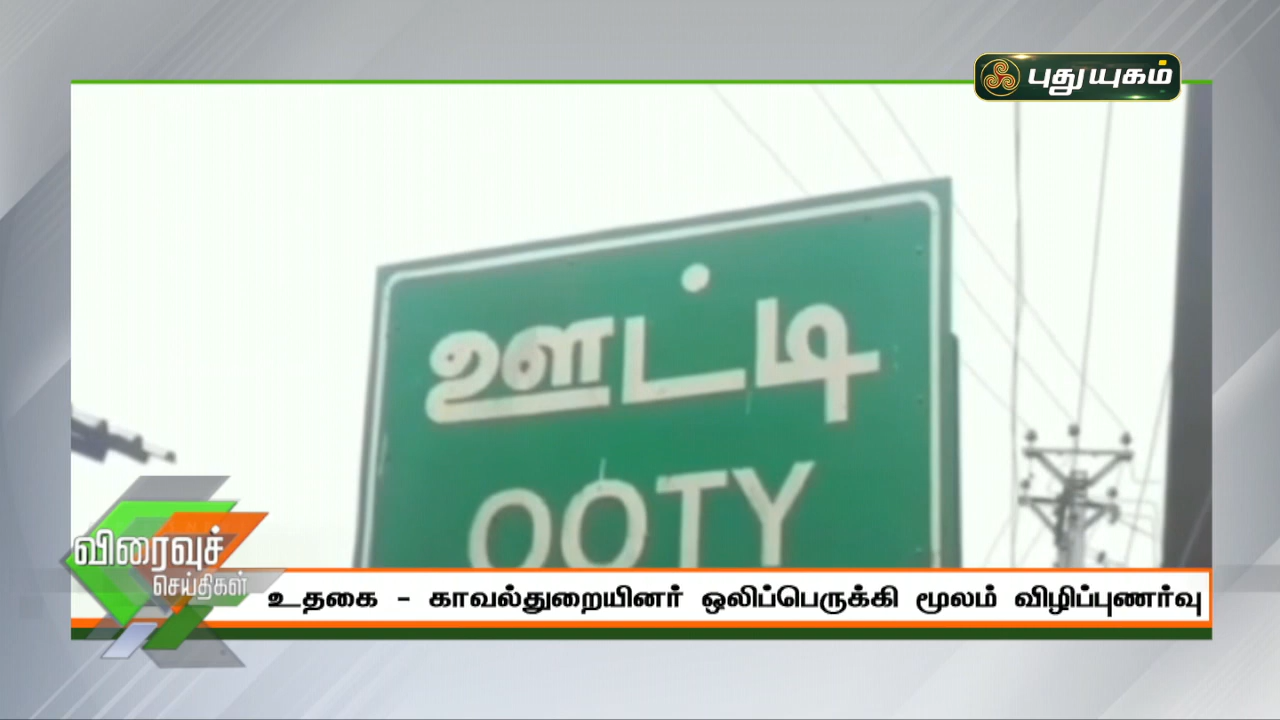 புதுயுகம்
ஊட்டி
OOTY
விரைவுச்
செய்திகள்
உதகை - காவல்துறையினர் ஒலிப்பெருக்கி மூலம் விழிப்புணர்வு